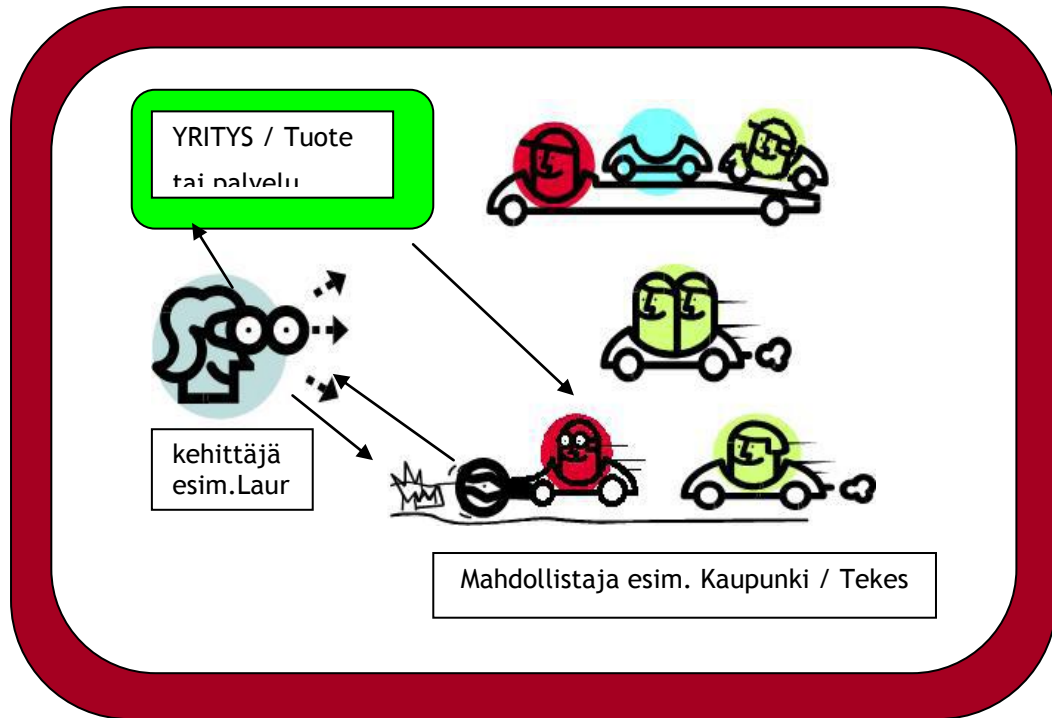 YRITYS / Tuote
tai palvelu
kehittäjä
esim.Laur
Mahdollistaja esim. Kaupunki / Tekes